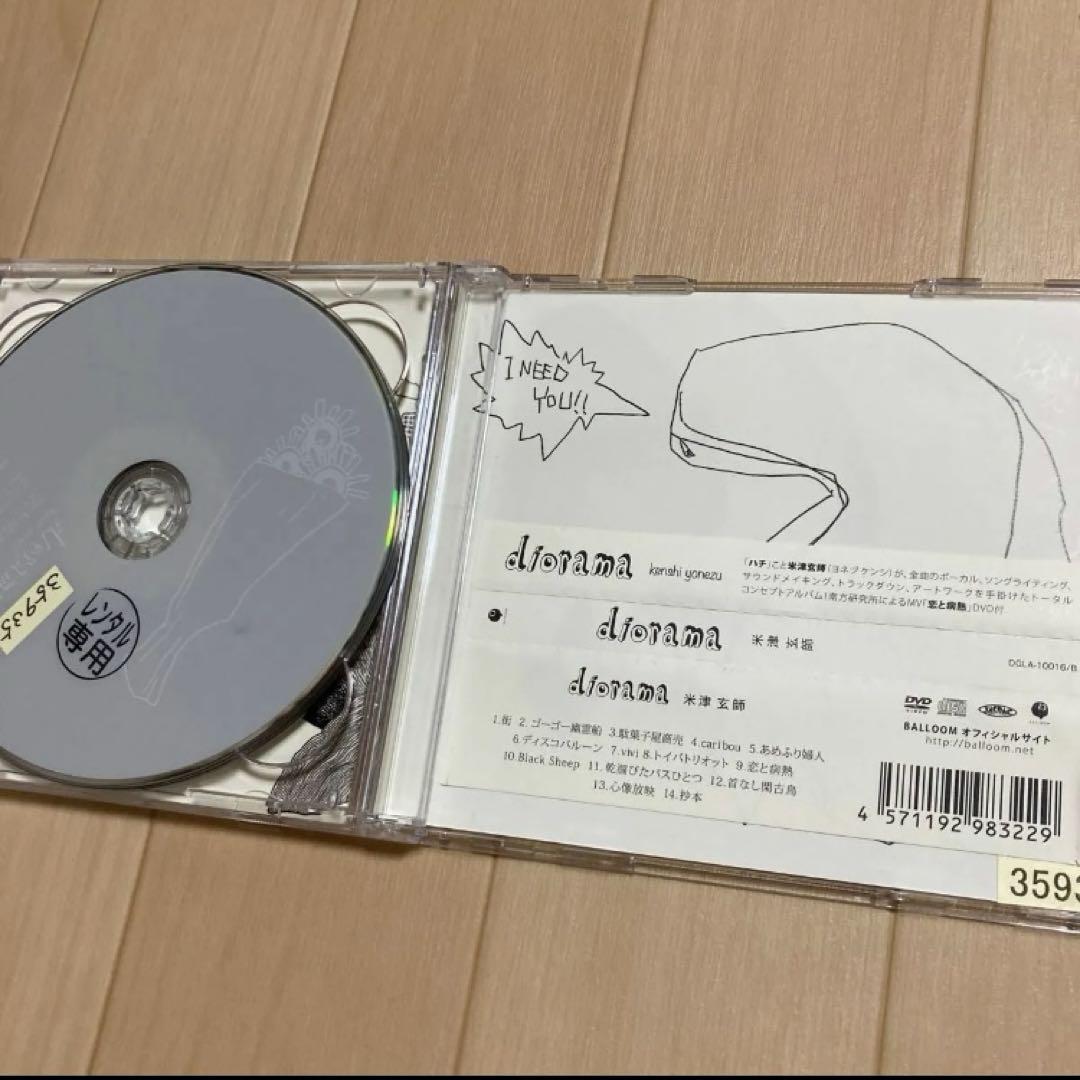 I NEED
YOU!!
diorama kenshi yonezu
「ハチ」こと米津玄師(ヨネヅケンシ)が、全曲のボーカル、ソングライティング、
サウンドメイキング、トラックダウン、アートワークを手掛けたトータル
コンセプトアルバム!南方研究所によるMV「恋と病熱」DVD付
diorama 米津玄師
DGLA-10016/B
diorama 米津玄師
1.街 2.ゴーゴー幽霊船 3.駄菓子屋商売 4.caribou 5.あめふり婦人
6.ディスコバルーン 7.vivi 8.トイパトリオット 9.恋と病熱
10.Black Sheep 11.乾涸びたバスひとつ 12.首なし閑古鳥
13.心像放映 14.抄本
DVD
BALLOOM オフィシャルサイト
http://balloom.net
4 571192 983229
3593
レンタル
専用
356935